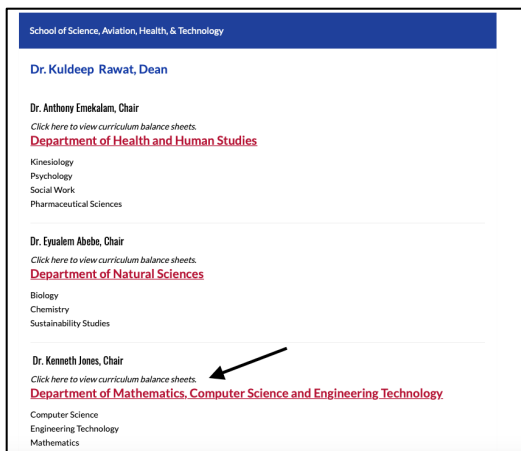 School of Science, Aviation, Health, & Technology
Dr. Kuldeep Rawat, Dean
Dr. Anthony Emekalam, Chair
Click here to view curriculum balance sheets.
Department of Health and Human Studies
Kinesiology
Psychology
Social Work
Pharmaceutical Sciences
Dr. Eyualem Abebe, Chair
Click here to view curriculum balance sheets.
Department of Natural Sciences
Biology
Chemistry
Sustainability Studies
Dr. Kenneth Jones, Chair
Click here to view curriculum balance sheets.
Department of Mathematics, Computer Science and Engineering Technology
Computer Science
Engineering Technology
Mathematics